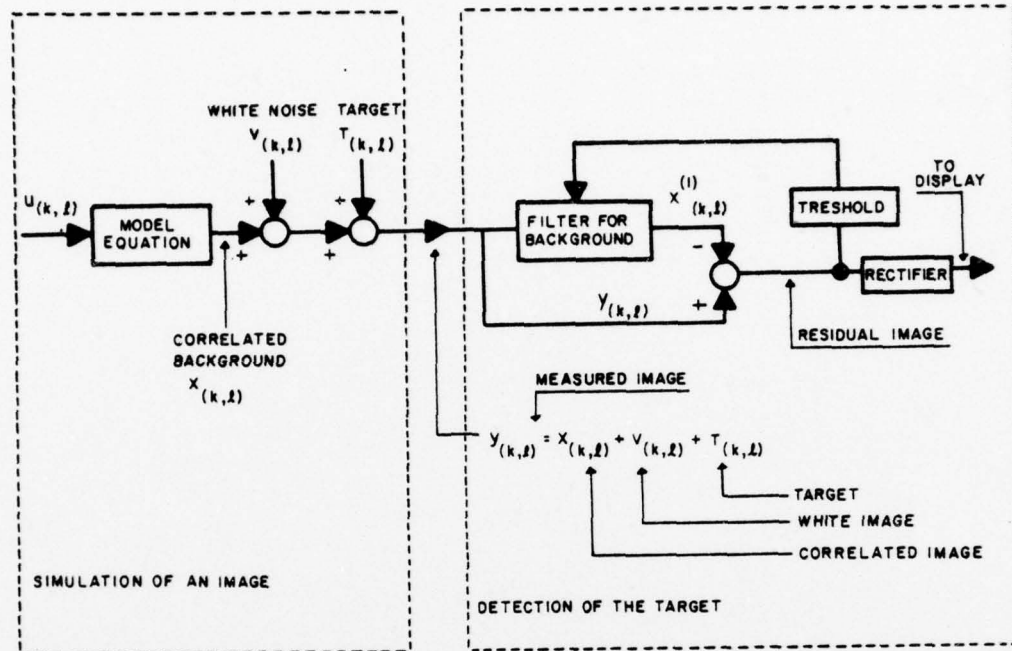 WHITE NOISE
V(k,ℓ)
TARGET
T(k,ℓ)
U(k,ℓ)
MODEL
EQUATION
+
+
+
+
CORRELATED
BACKGROUND
X(k,ℓ)
SIMULATION OF AN IMAGE
FILTER FOR
BACKGROUND
X(1)(k,ℓ)
-
+
y(k,ℓ)
TRESHOLD
TO
DISPLAY
RECTIFIER
RESIDUAL IMAGE
MEASURED IMAGE
y(k,ℓ) = X(k,ℓ) + V(k,ℓ) + T(k,ℓ)
TARGET
WHITE IMAGE
CORRELATED IMAGE
DETECTION OF THE TARGET